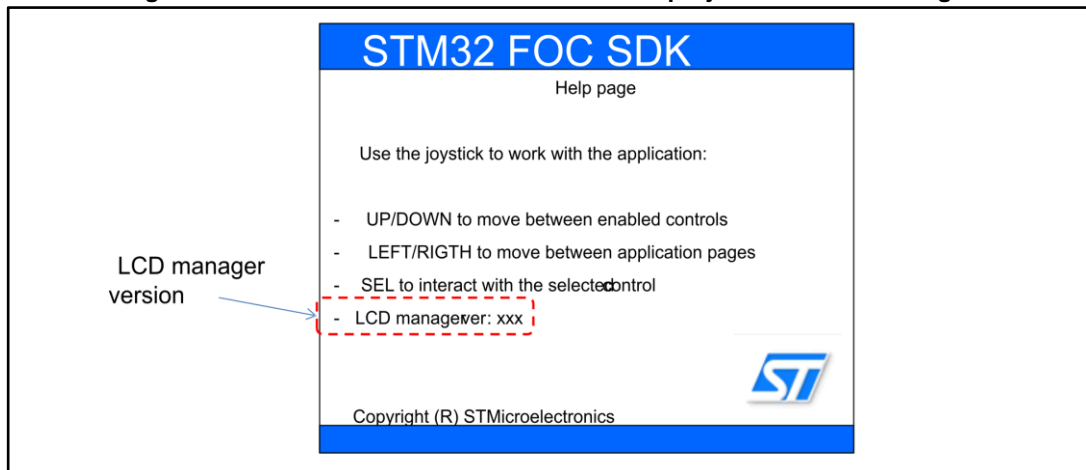 STM32 FOC SDK
Help page
Use the joystick to work with the application:
- UP/DOWN to move between enabled controls
- LEFT/RIGTH to move between application pages
- SEL to interact with the selected control
LCD manager
version
- LCD manager ver: xxx
ST
Copyright (R) STMicroelectronics